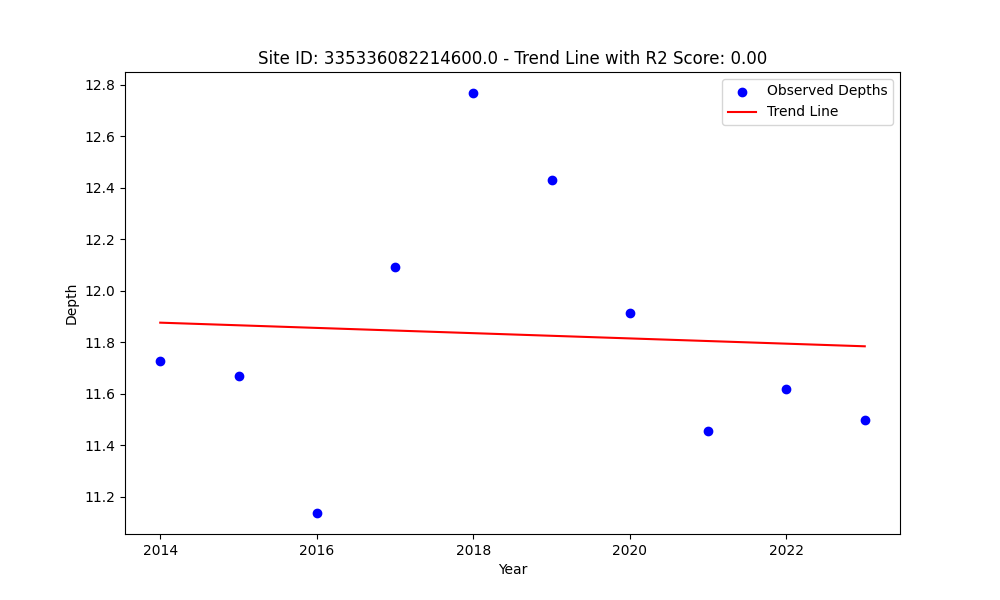 Site ID: 335336082214600.0 - Trend Line with R2 Score: 0.00
Observed Depths
Trend Line
12.8
12.6
12.4
12.2
12.0
11.8
11.6
11.4
11.2
Depth
2014
2016
2018
2020
2022
Year